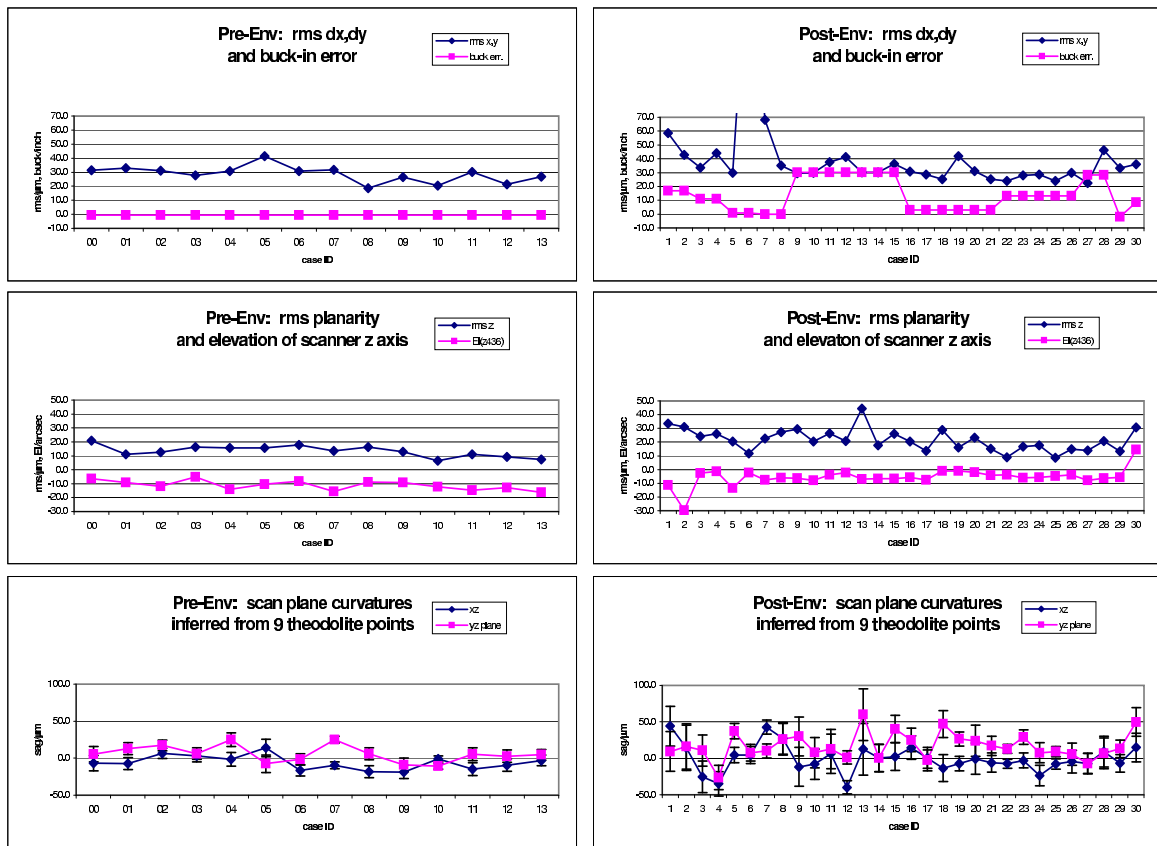 Pre-Env: rms dx,dy
and buck-in error
rms x,y
buck err.
rms/µm, buck/inch
70.0
60.0
50.0
40.0
30.0
20.0
10.0
0.0
-10.0
00 01 02 03 04 05 06 07 08 09 10 11 12 13
case ID
Post-Env: rms dx,dy
and buck-in error
rms x,y
buck err.
rms/µm, buck/inch
70.0
60.0
50.0
40.0
30.0
20.0
10.0
0.0
-10.0
1 2 3 4 5 6 7 8 9 10 11 12 13 14 15 16 17 18 19 20 21 22 23 24 25 26 27 28 29 30
case ID
Pre-Env: rms planarity
and elevation of scanner z axis
rms z
El(z436)
rms/µm, El/arcsec
50.0
40.0
30.0
20.0
10.0
0.0
-10.0
-20.0
-30.0
00 01 02 03 04 05 06 07 08 09 10 11 12 13
case ID
Post-Env: rms planarity
and elevaton of scanner z axis
rms z
El(z436)
rms/µm, El/arcsec
50.0
40.0
30.0
20.0
10.0
0.0
-10.0
-20.0
-30.0
1 2 3 4 5 6 7 8 9 10 11 12 13 14 15 16 17 18 19 20 21 22 23 24 25 26 27 28 29 30
case ID
Pre-Env: scan plane curvatures
inferred from 9 theodolite points
xz
yz plane
sag/µm
100.0
50.0
0.0
-50.0
00 01 02 03 04 05 06 07 08 09 10 11 12 13
case ID
Post-Env: scan plane curvatures
inferred from 9 theodolite points
xz
yz plane
sag/µm
100.0
50.0
0.0
-50.0
1 2 3 4 5 6 7 8 9 10 11 12 13 14 15 16 17 18 19 20 21 22 23 24 25 26 27 28 29 30
case ID